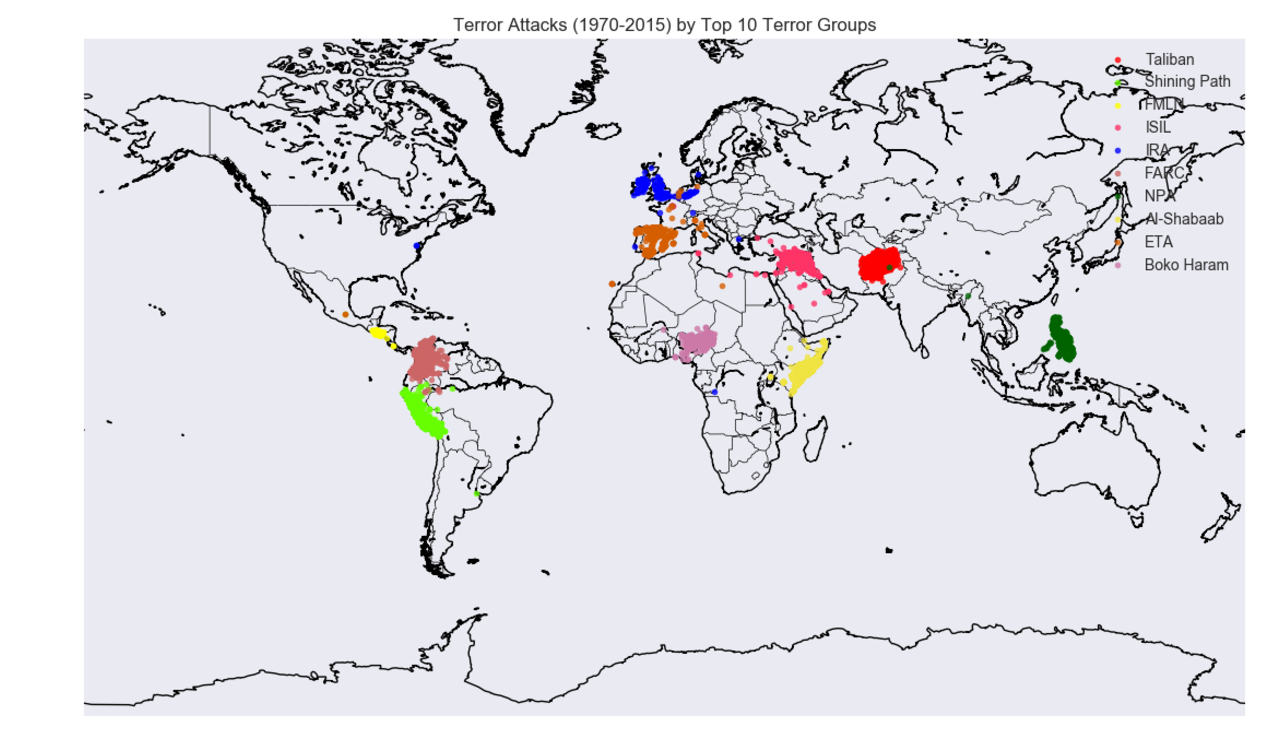 Terror Attacks (1970-2015) by Top 10 Terror Groups
Taliban
Shining Path
FMLN
ISIL
IRA
FARC
NPA
Al-Shabaab
ETA
Boko Haram